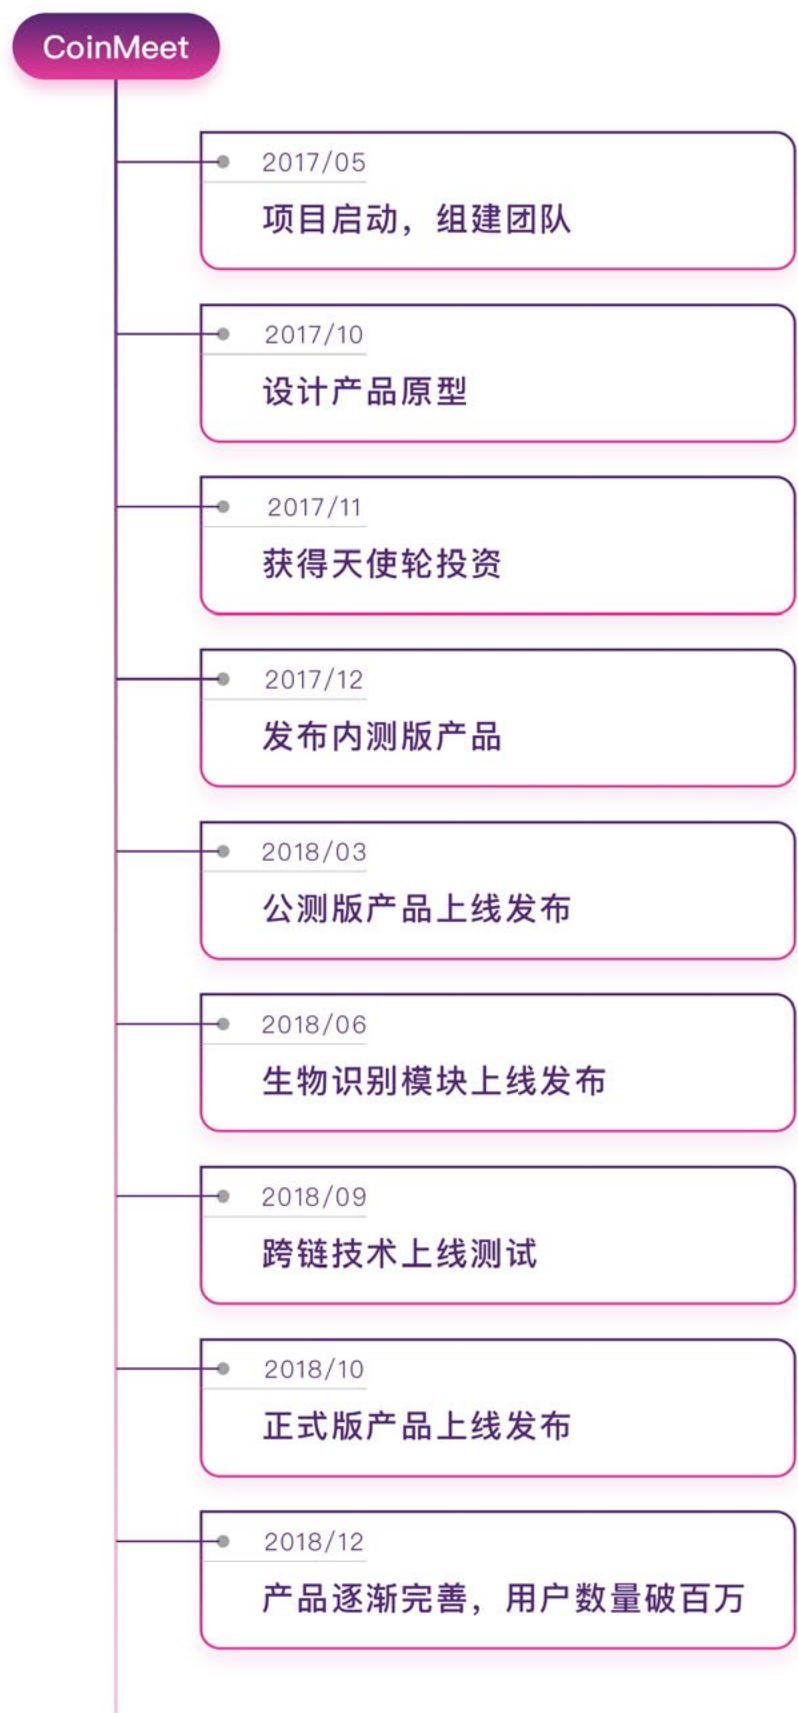 CoinMeet
2017/05
项目启动，组建团队
2017/10
设计产品原型
2017/11
获得天使轮投资
2017/12
发布内测版产品
2018/03
公测版产品上线发布
2018/06
生物识别模块上线发布
2018/09
跨链技术上线测试
2018/10
正式版产品上线发布
2018/12
产品逐渐完善，用户数量破百万